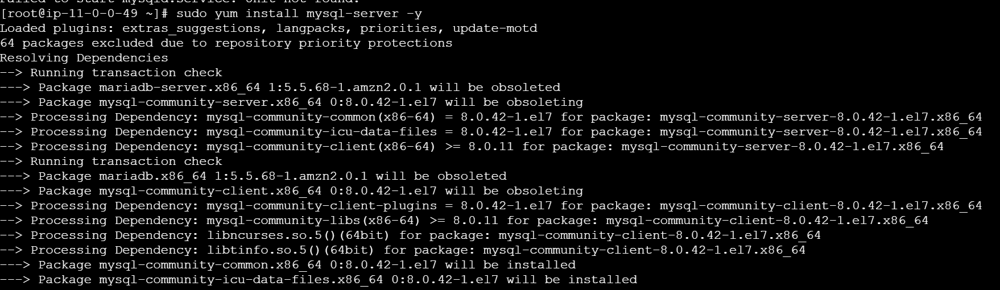 Failed to start mysqld.service: Unit not found.
[root@ip-11-0-0-49 ~]# sudo yum install mysql-server -y
Loaded plugins: extras_suggestions, langpacks, priorities, update-motd
64 packages excluded due to repository priority protections
Resolving Dependencies
--> Running transaction check
---> Package mariadb-server.x86_64 1:5.5.68-1.amzn2.0.1 will be obsoleted
---> Package mysql-community-server.x86_64 0:8.0.42-1.el7 will be obsoleting
--> Processing Dependency: mysql-community-common(x86-64) = 8.0.42-1.el7 for package: mysql-community-server-8.0.42-1.el7.x86_64
--> Processing Dependency: mysql-community-icu-data-files = 8.0.42-1.el7 for package: mysql-community-server-8.0.42-1.el7.x86_64
--> Processing Dependency: mysql-community-client(x86-64) >= 8.0.11 for package: mysql-community-server-8.0.42-1.el7.x86_64
--> Running transaction check
---> Package mariadb.x86_64 1:5.5.68-1.amzn2.0.1 will be obsoleted
---> Package mysql-community-client.x86_64 0:8.0.42-1.el7 will be obsoleting
--> Processing Dependency: mysql-community-client-plugins = 8.0.42-1.el7 for package: mysql-community-client-8.0.42-1.el7.x86_64
--> Processing Dependency: mysql-community-libs(x86-64) >= 8.0.11 for package: mysql-community-client-8.0.42-1.el7.x86_64
--> Processing Dependency: libncurses.so.5()(64bit) for package: mysql-community-client-8.0.42-1.el7.x86_64
--> Processing Dependency: libtinfo.so.5()(64bit) for package: mysql-community-client-8.0.42-1.el7.x86_64
---> Package mysql-community-common.x86_64 0:8.0.42-1.el7 will be installed
---> Package mysql-community-icu-data-files.x86_64 0:8.0.42-1.el7 will be installed